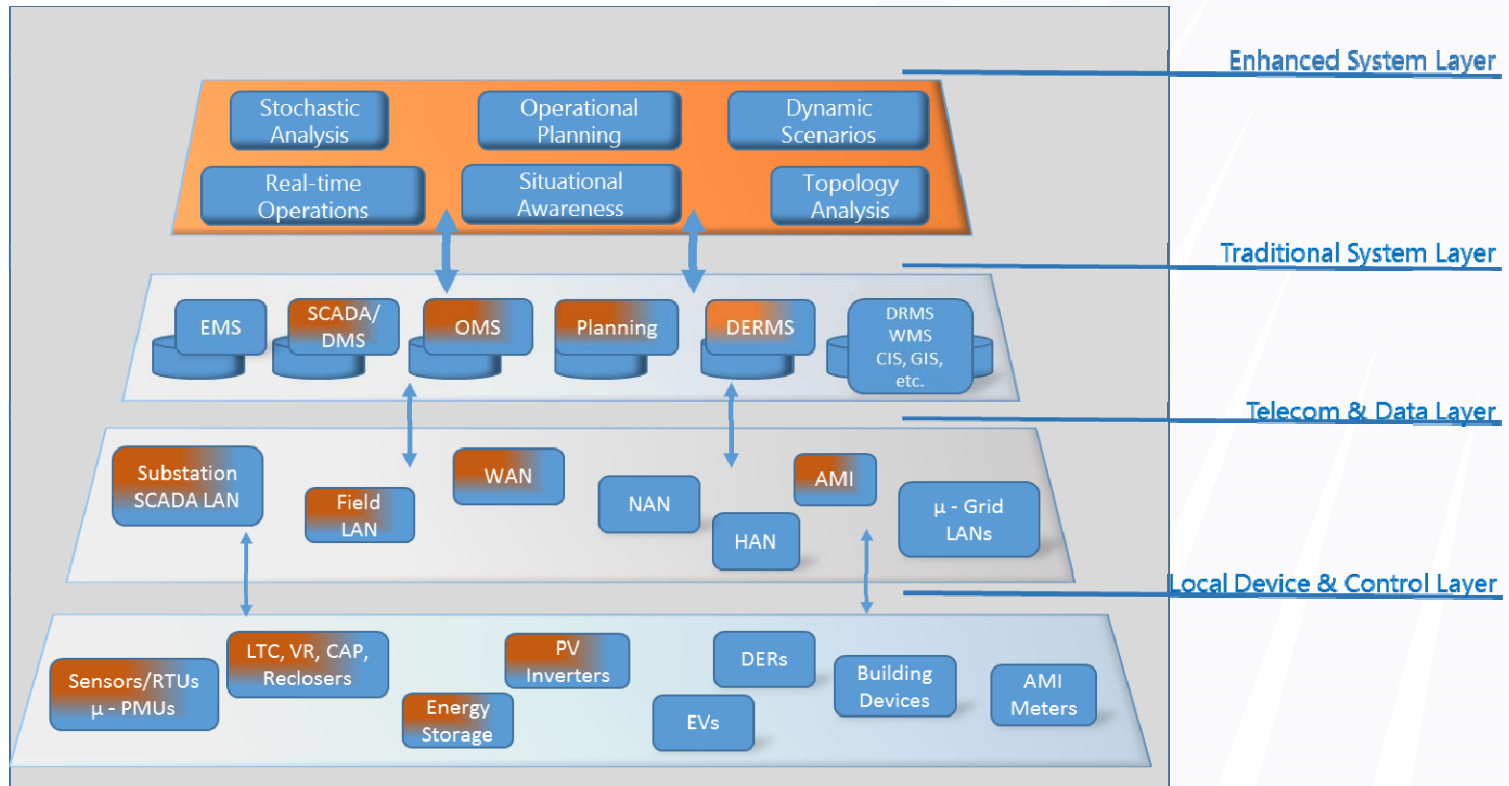 Enhanced System Layer
Stochastic
Analysis
Operational
Planning
Dynamic
Scenarios
Real-time
Operations
Situational
Awareness
Topology
Analysis
Traditional System Layer
EMS
SCADA/
DMS
OMS
Planning
DERMS
DRMS
WMS
CIS, GIS,
etc.
Telecom & Data Layer
Substation
SCADA LAN
Field
LAN
WAN
NAN
HAN
AMI
μ - Grid
LANs
Local Device & Control Layer
Sensors/RTUs
μ - PMUs
LTC, VR, CAP,
Reclosers
Energy
Storage
PV
Inverters
EVs
DERs
Building
Devices
AMI
Meters